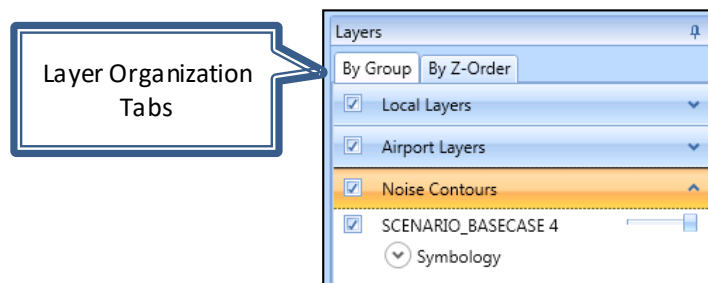 Layer Organization
Tabs
Layers
By Group By Z-Order
Local Layers
Airport Layers
Noise Contours
SCENARIO_BASECASE 4
Symbology